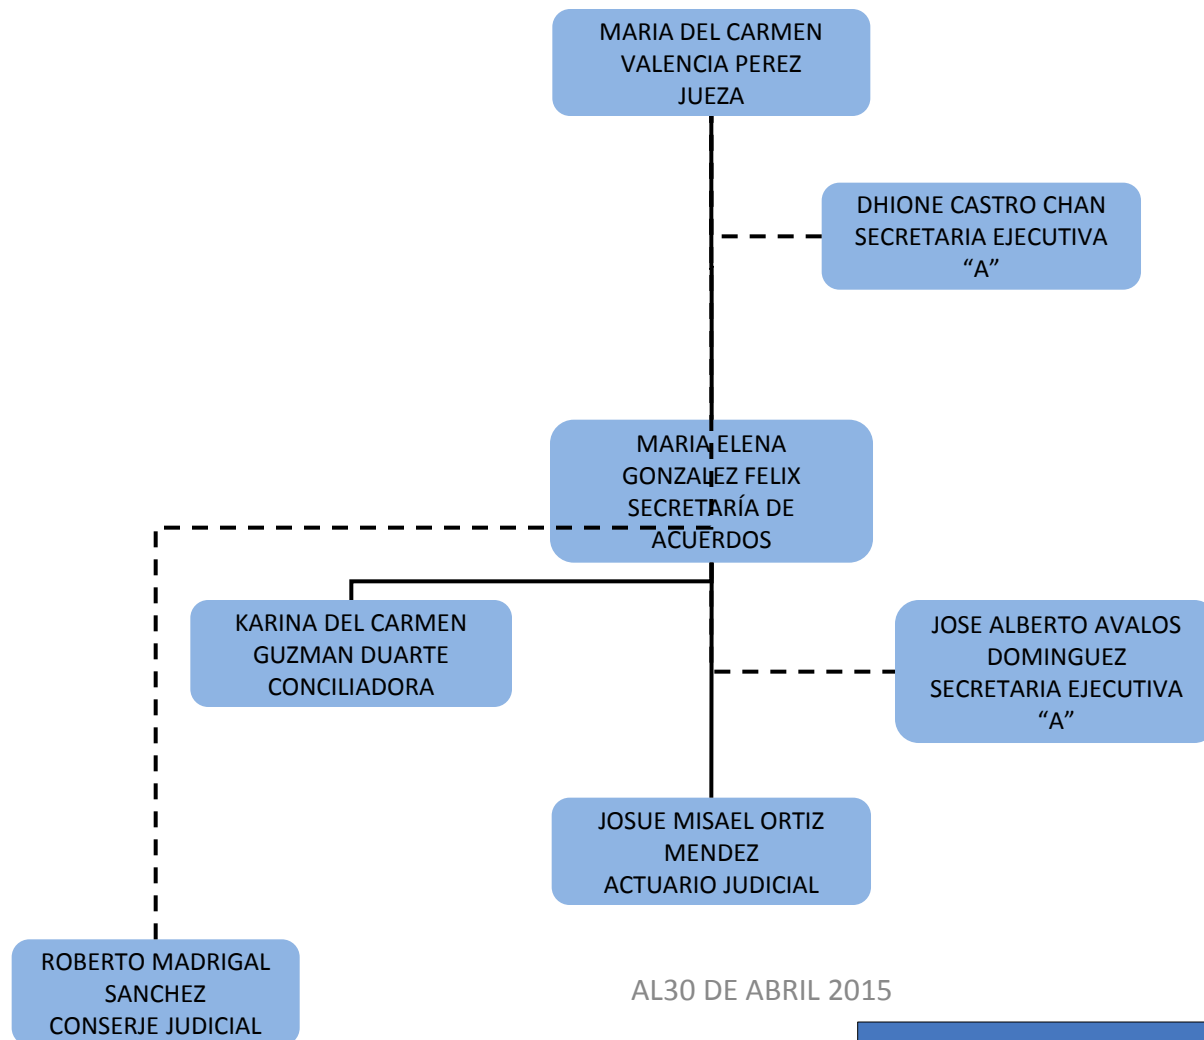 MARIA DEL CARMEN
VALENCIA PEREZ
JUEZA
DHIONE CASTRO CHAN
SECRETARIA EJECUTIVA
“A”
MARIA ELENA
GONZALEZ FELIX
SECRETARÍA DE
ACUERDOS
KARINA DEL CARMEN
GUZMAN DUARTE
CONCILIADORA
JOSE ALBERTO AVALOS
DOMINGUEZ
SECRETARIA EJECUTIVA
“A”
JOSUE MISAEL ORTIZ
MENDEZ
ACTUARIO JUDICIAL
ROBERTO MADRIGAL
SANCHEZ
CONSERJE JUDICIAL
AL30 DE ABRIL 2015